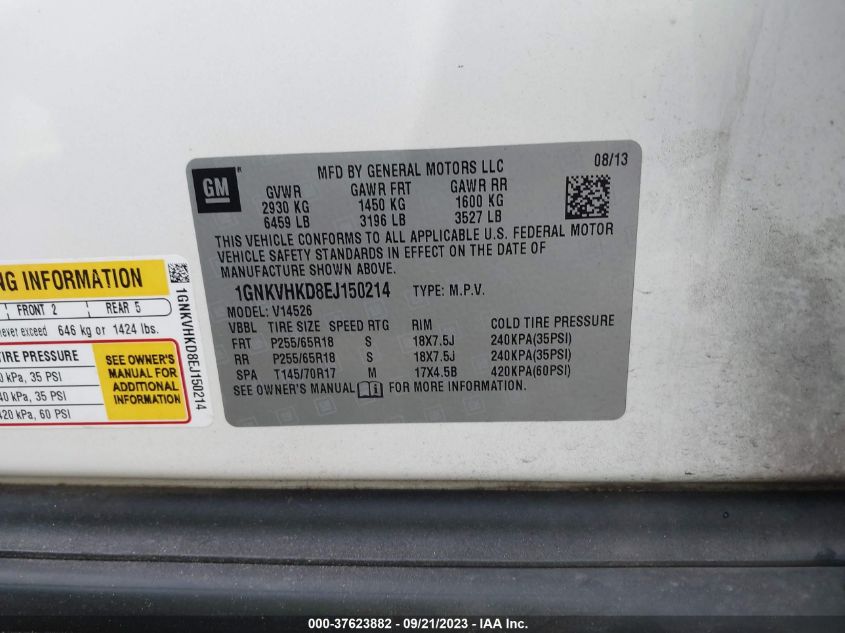 GM
MFD BY GENERAL MOTORS LLC 08/13
GVWR GAWR FRT GAWR RR
2930 KG 1450 KG 1600 KG
6459 LB 3196 LB 3527 LB
THIS VEHICLE CONFORMS TO ALL APPLICABLE U.S. FEDERAL MOTOR
VEHICLE SAFETY STANDARDS IN EFFECT ON THE DATE OF
MANUFACTURE SHOWN ABOVE.
1GNKVHKD8EJ150214 TYPE: M.P.V.
MODEL: V14526
VBBL TIRE SIZE SPEED RTG RIM COLD TIRE PRESSURE
FRT P255/65R18 S 18X7.5J 240KPA(35PSI)
RR P255/65R18 S 18X7.5J 240KPA(35PSI)
SPA T145/70R17 M 17X4.5B 420KPA(60PSI)
SEE OWNER'S MANUAL FOR MORE INFORMATION.
NG INFORMATION
FRONT 2 REAR 5
exceed 646 kg or 1424 lbs.
TIRE PRESSURE
0 kPa, 35 PSI
40 kPa, 35 PSI
420 kPa, 60 PSI
SEE OWNER'S
MANUAL FOR
ADDITIONAL
INFORMATION
1GNKVHKD8EJ150214
000-37623882 - 09/21/2023 - IAA Inc.